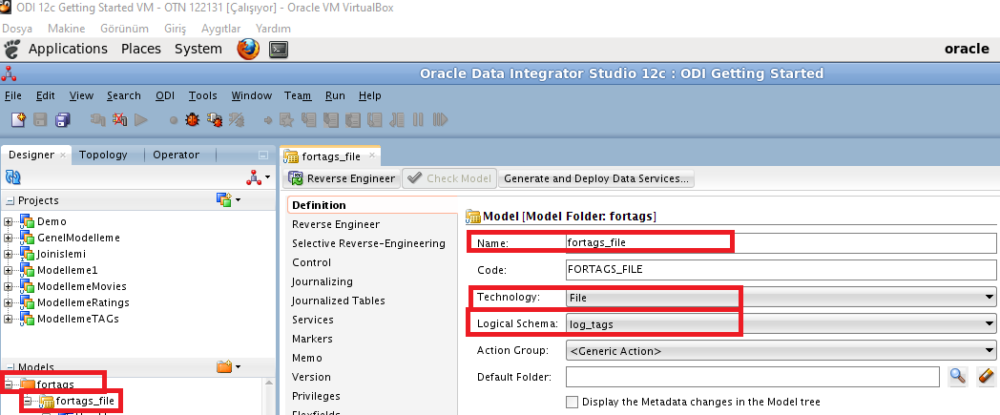 ODI 12c Getting Started VM - OTN 122131 [Çalışıyor] - Oracle VM VirtualBox
Dosya Makine Görünüm Giriş Aygıtlar Yardım
Applications Places System oracle
Oracle Data Integrator Studio 12c : ODI Getting Started
File Edit View Search ODI Tools Window Team Run Help
Designer Topology Operator
fortags_file
Reverse Engineer Check Model Generate and Deploy Data Services...
Projects
Demo
GenelModelleme
Joinislemi
Modelleme1
ModellemeMovies
ModellemeRatings
ModellemeTAGs
Models
fortags
fortags_file
Definition
Reverse Engineer
Selective Reverse-Engineering
Control
Journalizing
Journalized Tables
Services
Markers
Memo
Version
Privileges
Flexfields
Model [Model Folder: fortags]
Name: fortags_file
Code: FORTAGS_FILE
Technology: File
Logical Schema: log_tags
Action Group: <Generic Action>
Default Folder:
Display the Metadata changes in the Model tree